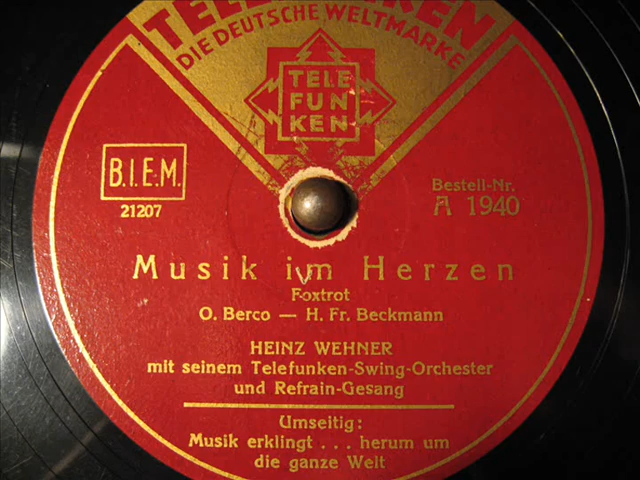 TELEFUNKEN
DIE DEUTSCHE WELTMARKE
TELE
FUN
KEN
B.I.E.M.
21207
Bestell-Nr.
A 1940
Musik im Herzen
Foxtrot
O. Berco — H. Fr. Beckmann
HEINZ WEHNER
mit seinem Telefunken-Swing-Orchester
und Refrain-Gesang
Umseitig:
Musik erklingt . . . herum um
die ganze Welt